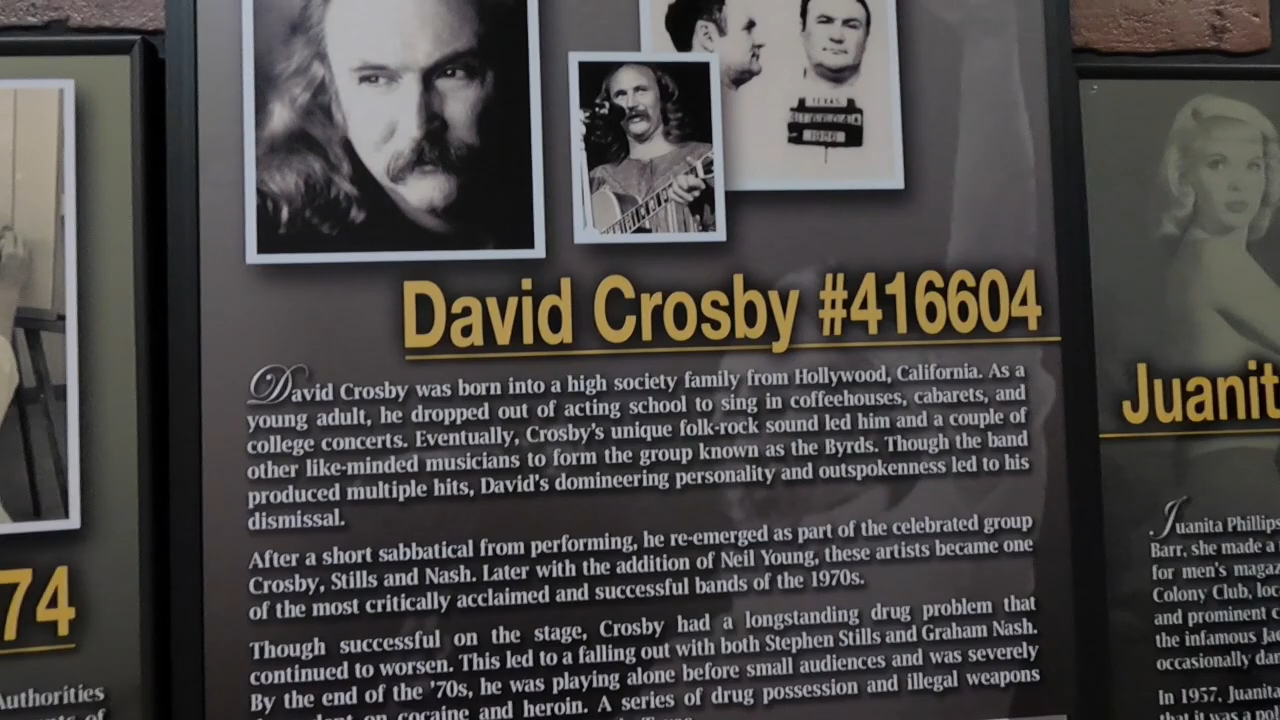 TEXAS
1986
David Crosby #416604
David Crosby was born into a high society family from Hollywood, California. As a
young adult, he dropped out of acting school to sing in coffeehouses, cabarets, and
college concerts. Eventually, Crosby's unique folk-rock sound led him and a couple of
other like-minded musicians to form the group known as the Byrds. Though the band
produced multiple hits, David's domineering personality and outspokenness led to his
dismissal.
After a short sabbatical from performing, he re-emerged as part of the celebrated group
Crosby, Stills and Nash. Later with the addition of Neil Young, these artists became one
of the most critically acclaimed and successful bands of the 1970s.
Though successful on the stage, Crosby had a longstanding drug problem that
continued to worsen. This led to a falling out with both Stephen Stills and Graham Nash.
By the end of the '70s, he was playing alone before small audiences and was severely
on cocaine and heroin. A series of drug possession and illegal weapons
74
Authorities
of
Juanit
Juanita Phillips
Barr, she made a
for men's magaz
Colony Club, loc
and prominent c
the infamous Jac
occasionally dan
In 1957, Juanita
that it was a pol